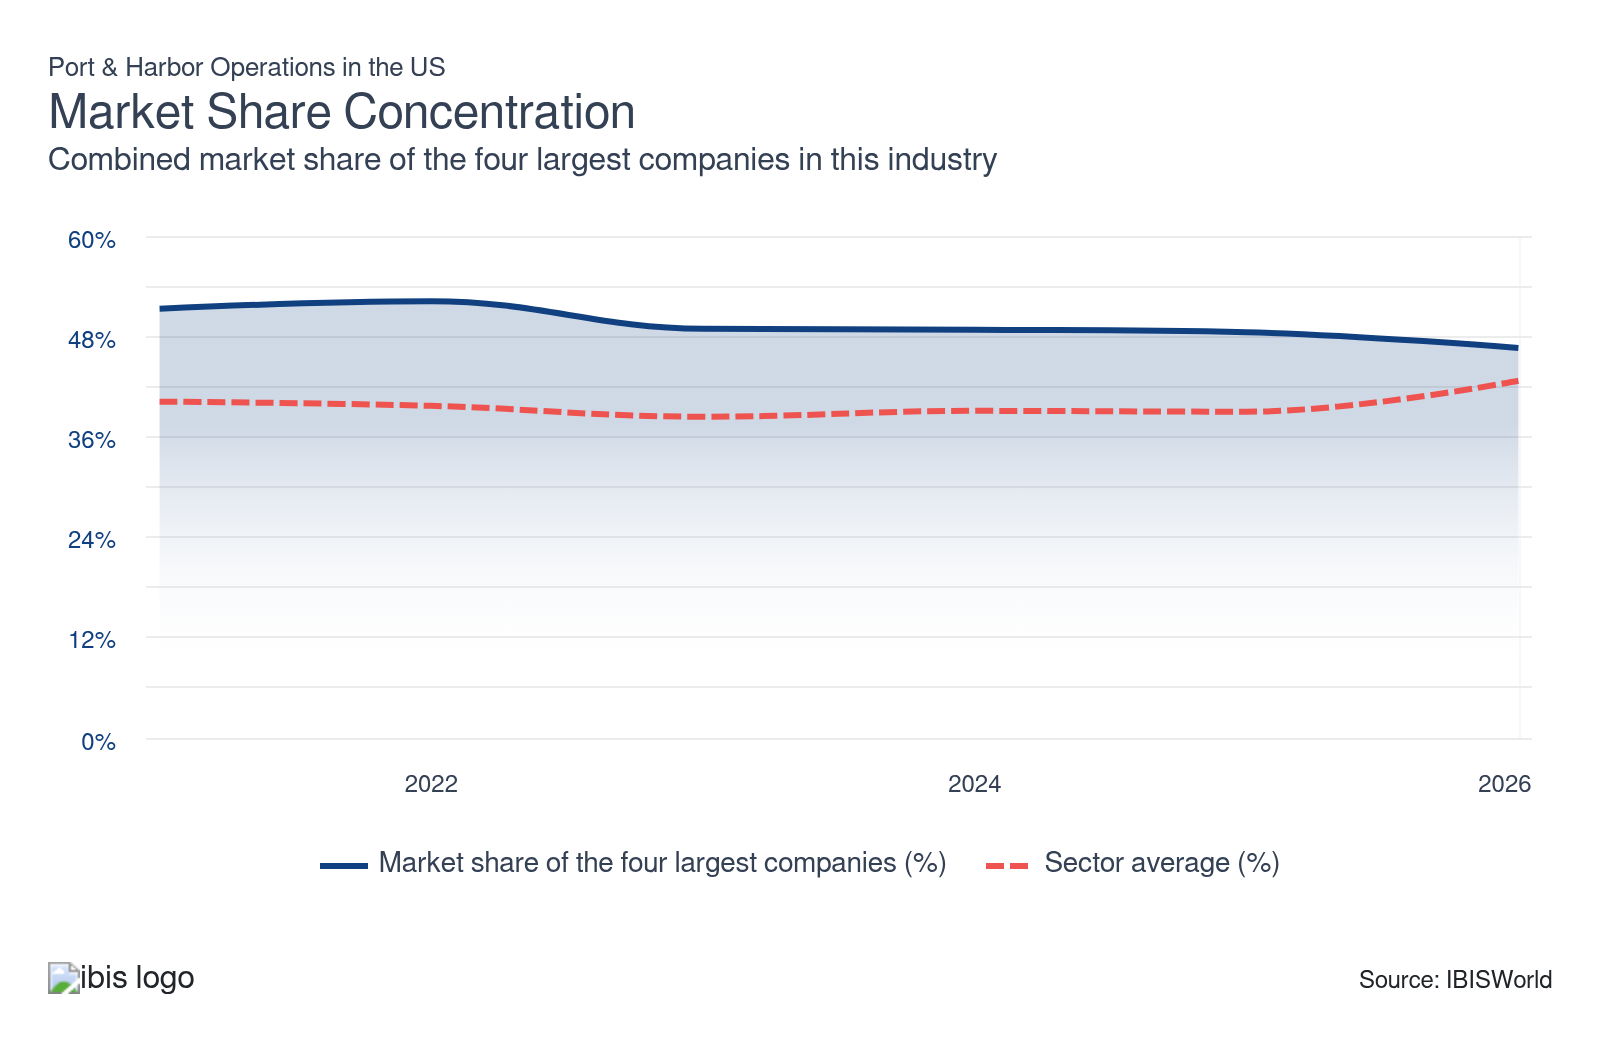 Port & Harbor Operations in the US
Market Share Concentration
Combined market share of the four largest companies in this industry
60%
48%
36%
24%
12%
0%
2022 2024 2026
Market share of the four largest companies (%) Sector average (%)
ibis logo Source: IBISWorld